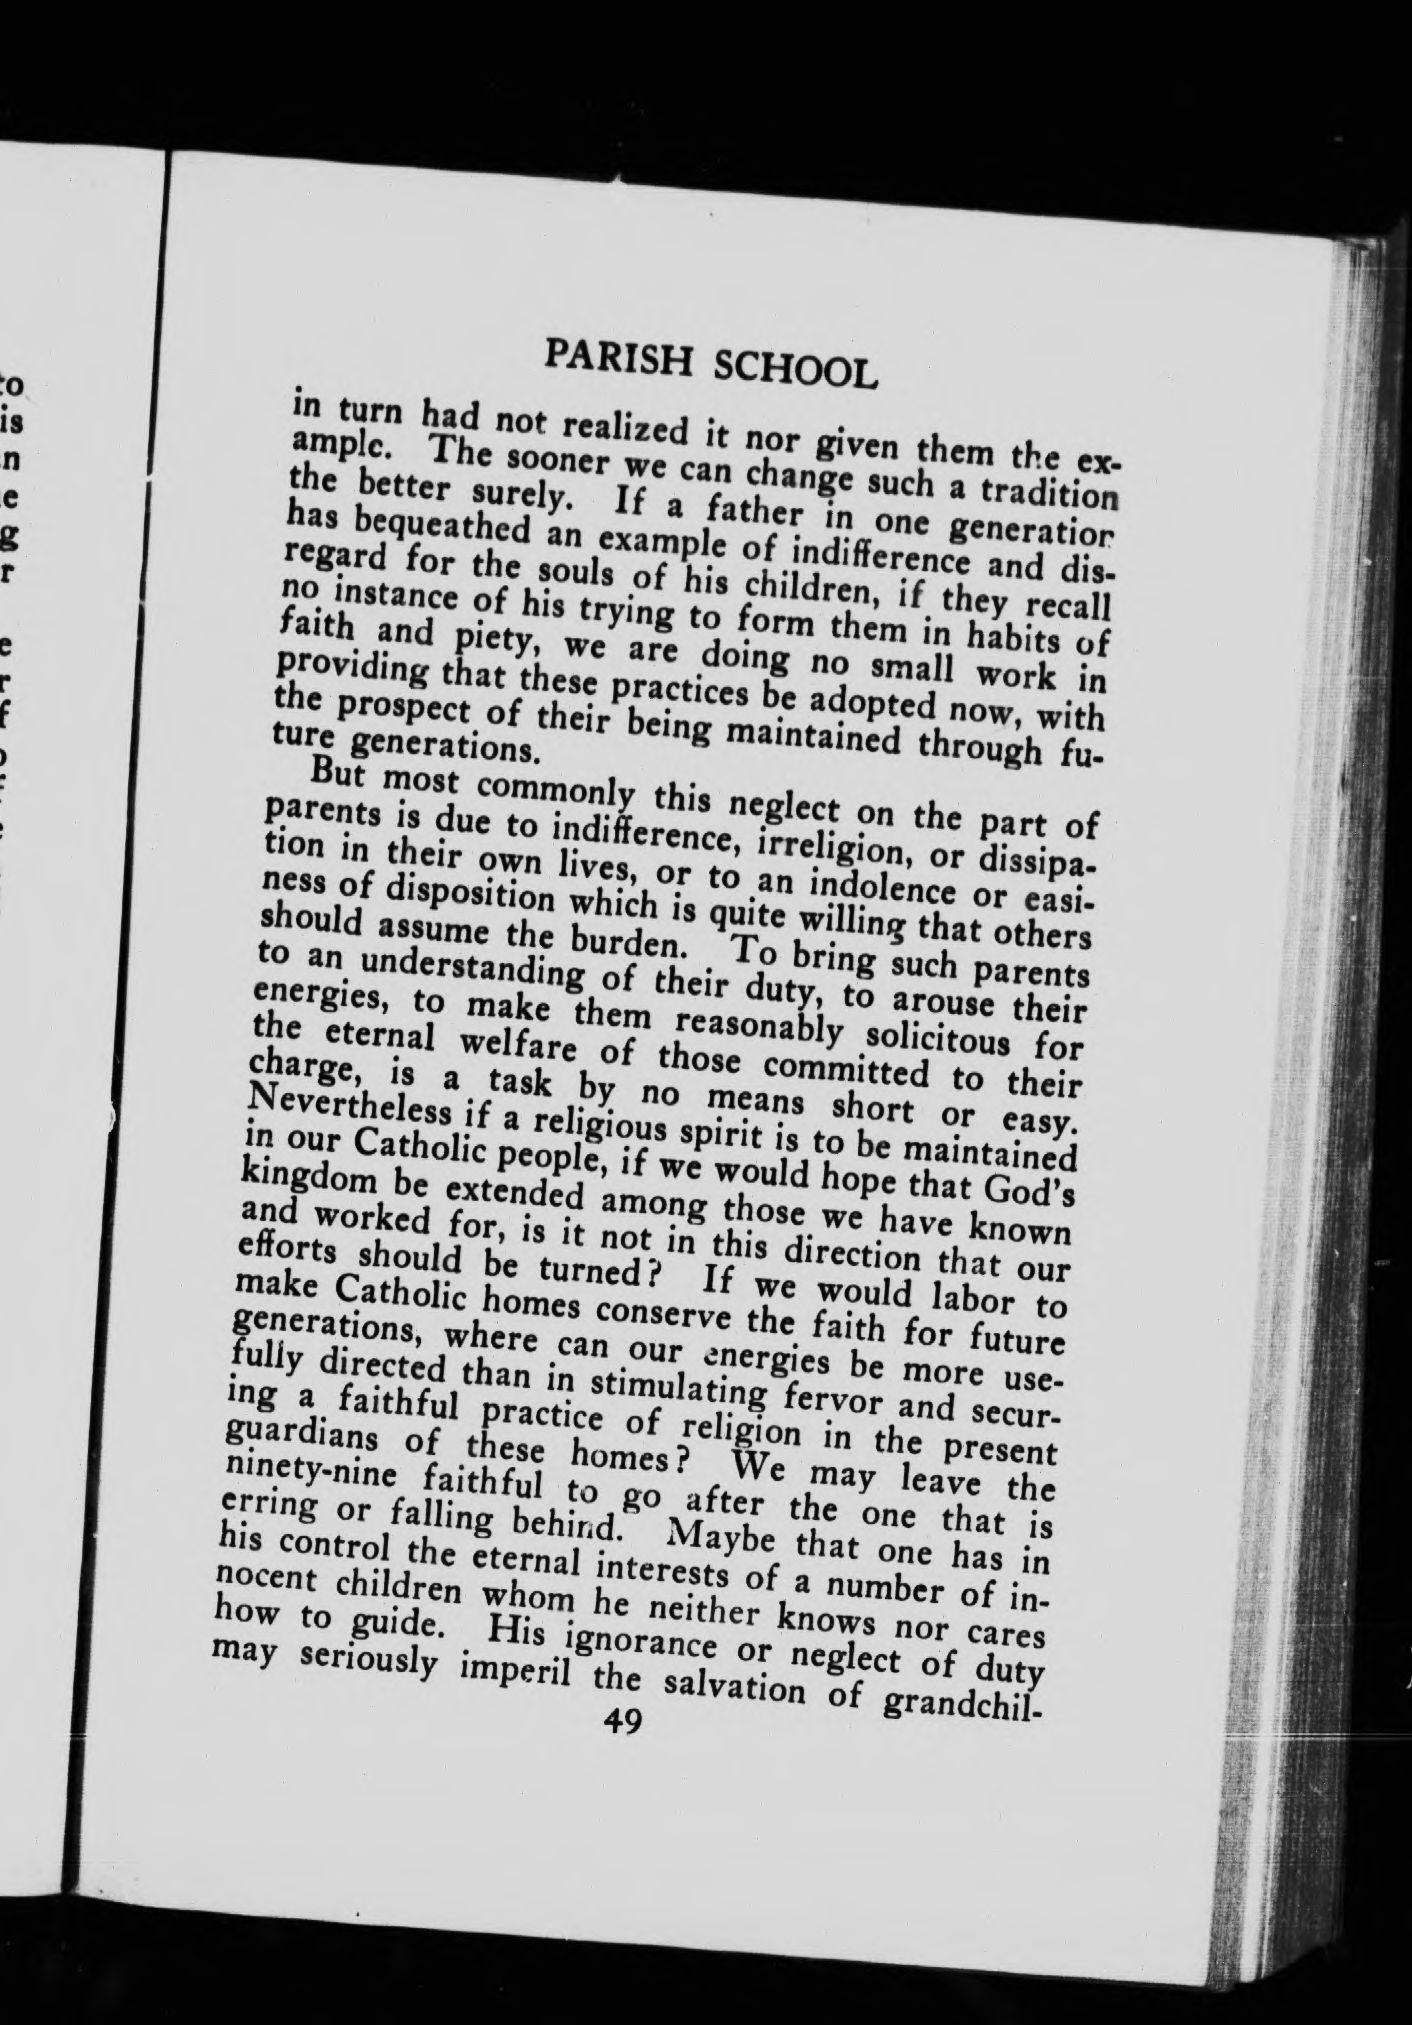 PARISH SCHOOL
in turn had not realized it nor given them the ex-
ample. The sooner we can change such a tradition
the better surely. If a father in one generation
has bequeathed an example of indifference and dis-
regard for the souls of his children, if they recall
no instance of his trying to form them in habits of
faith and piety, we are doing no small work in
providing that these practices be adopted now, with
the prospect of their being maintained through fu-
ture generations.
But most commonly this neglect on the part of
parents is due to indifference, irreligion, or dissipa-
tion in their own lives, or to an indolence or easi-
ness of disposition which is quite willing that others
should assume the burden. To bring such parents
to an understanding of their duty, to arouse their
energies, to make them reasonably solicitous for
the eternal welfare of those committed to their
charge, is a task by no means short or easy.
Nevertheless if a religious spirit is to be maintained
in our Catholic people, if we would hope that God's
kingdom be extended among those we have known
and worked for, is it not in this direction that our
efforts should be turned? If we would labor to
make Catholic homes conserve the faith for future
generations, where can our energies be more use-
fully directed than in stimulating fervor and secur-
ing a faithful practice of religion in the present
guardians of these homes? We may leave the
ninety-nine faithful to go after the one that is
erring or falling behind. Maybe that one has in
his control the eternal interests of a number of in-
nocent children whom he neither knows nor cares
how to guide. His ignorance or neglect of duty
may seriously imperil the salvation of grandchil-
49